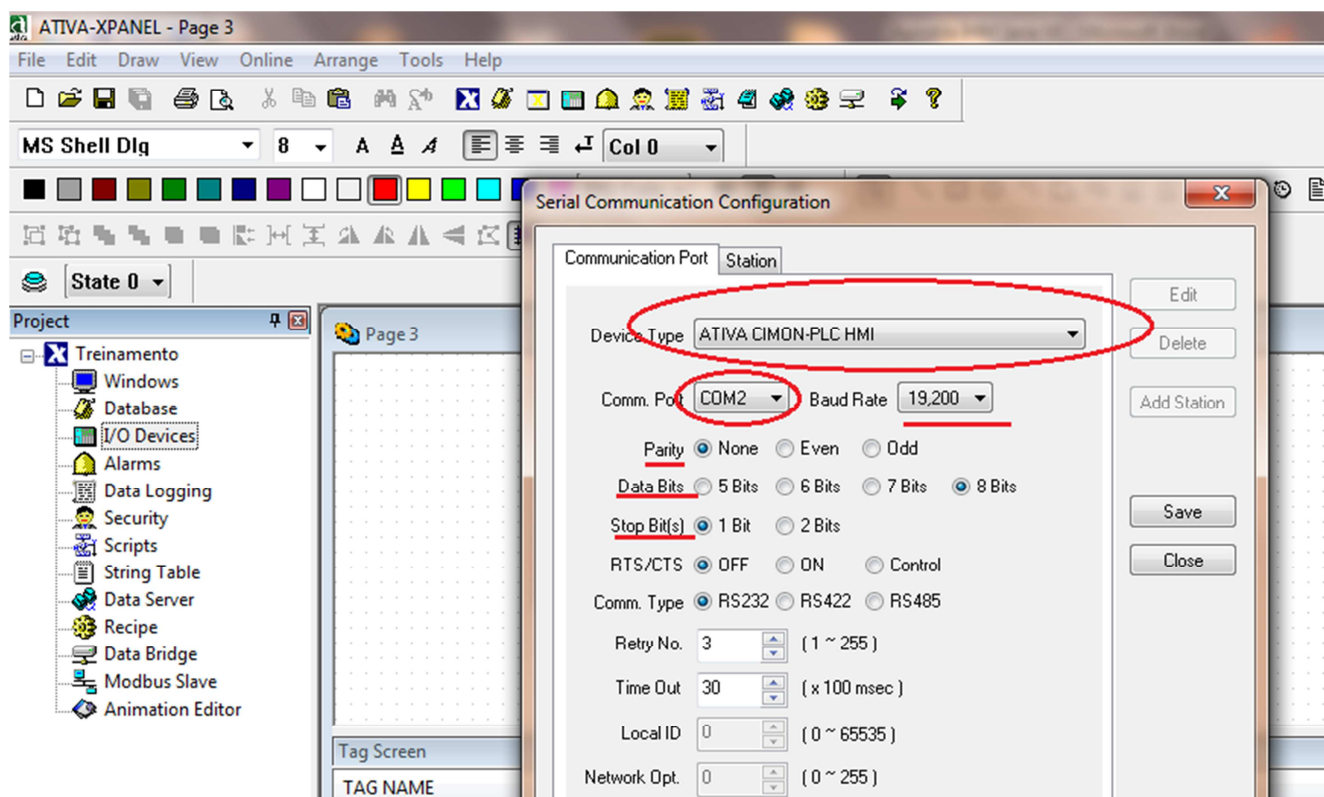 ATIVA-XPANEL - Page 3
File Edit Draw View Online Arrange Tools Help
MS Shell Dlg 8 A A A Col 0
State 0
Project
Treinamento
Windows
Database
I/O Devices
Alarms
Data Logging
Security
Scripts
String Table
Data Server
Recipe
Data Bridge
Modbus Slave
Animation Editor
Page 3
Tag Screen
TAG NAME
Serial Communication Configuration
Communication Port Station
Device Type ATIVA CIMON-PLC HMI
Comm. Port COM2 Baud Rate 19,200
Parity None Even Odd
Data Bits 5 Bits 6 Bits 7 Bits 8 Bits
Stop Bit(s) 1 Bit 2 Bits
RTS/CTS OFF ON Control
Comm. Type RS232 RS422 RS485
Retry No. 3 ( 1 ~ 255 )
Time Out 30 ( x 100 msec )
Local ID 0 ( 0 ~ 65535 )
Network Opt. 0 ( 0 ~ 255 )
Edit
Delete
Add Station
Save
Close